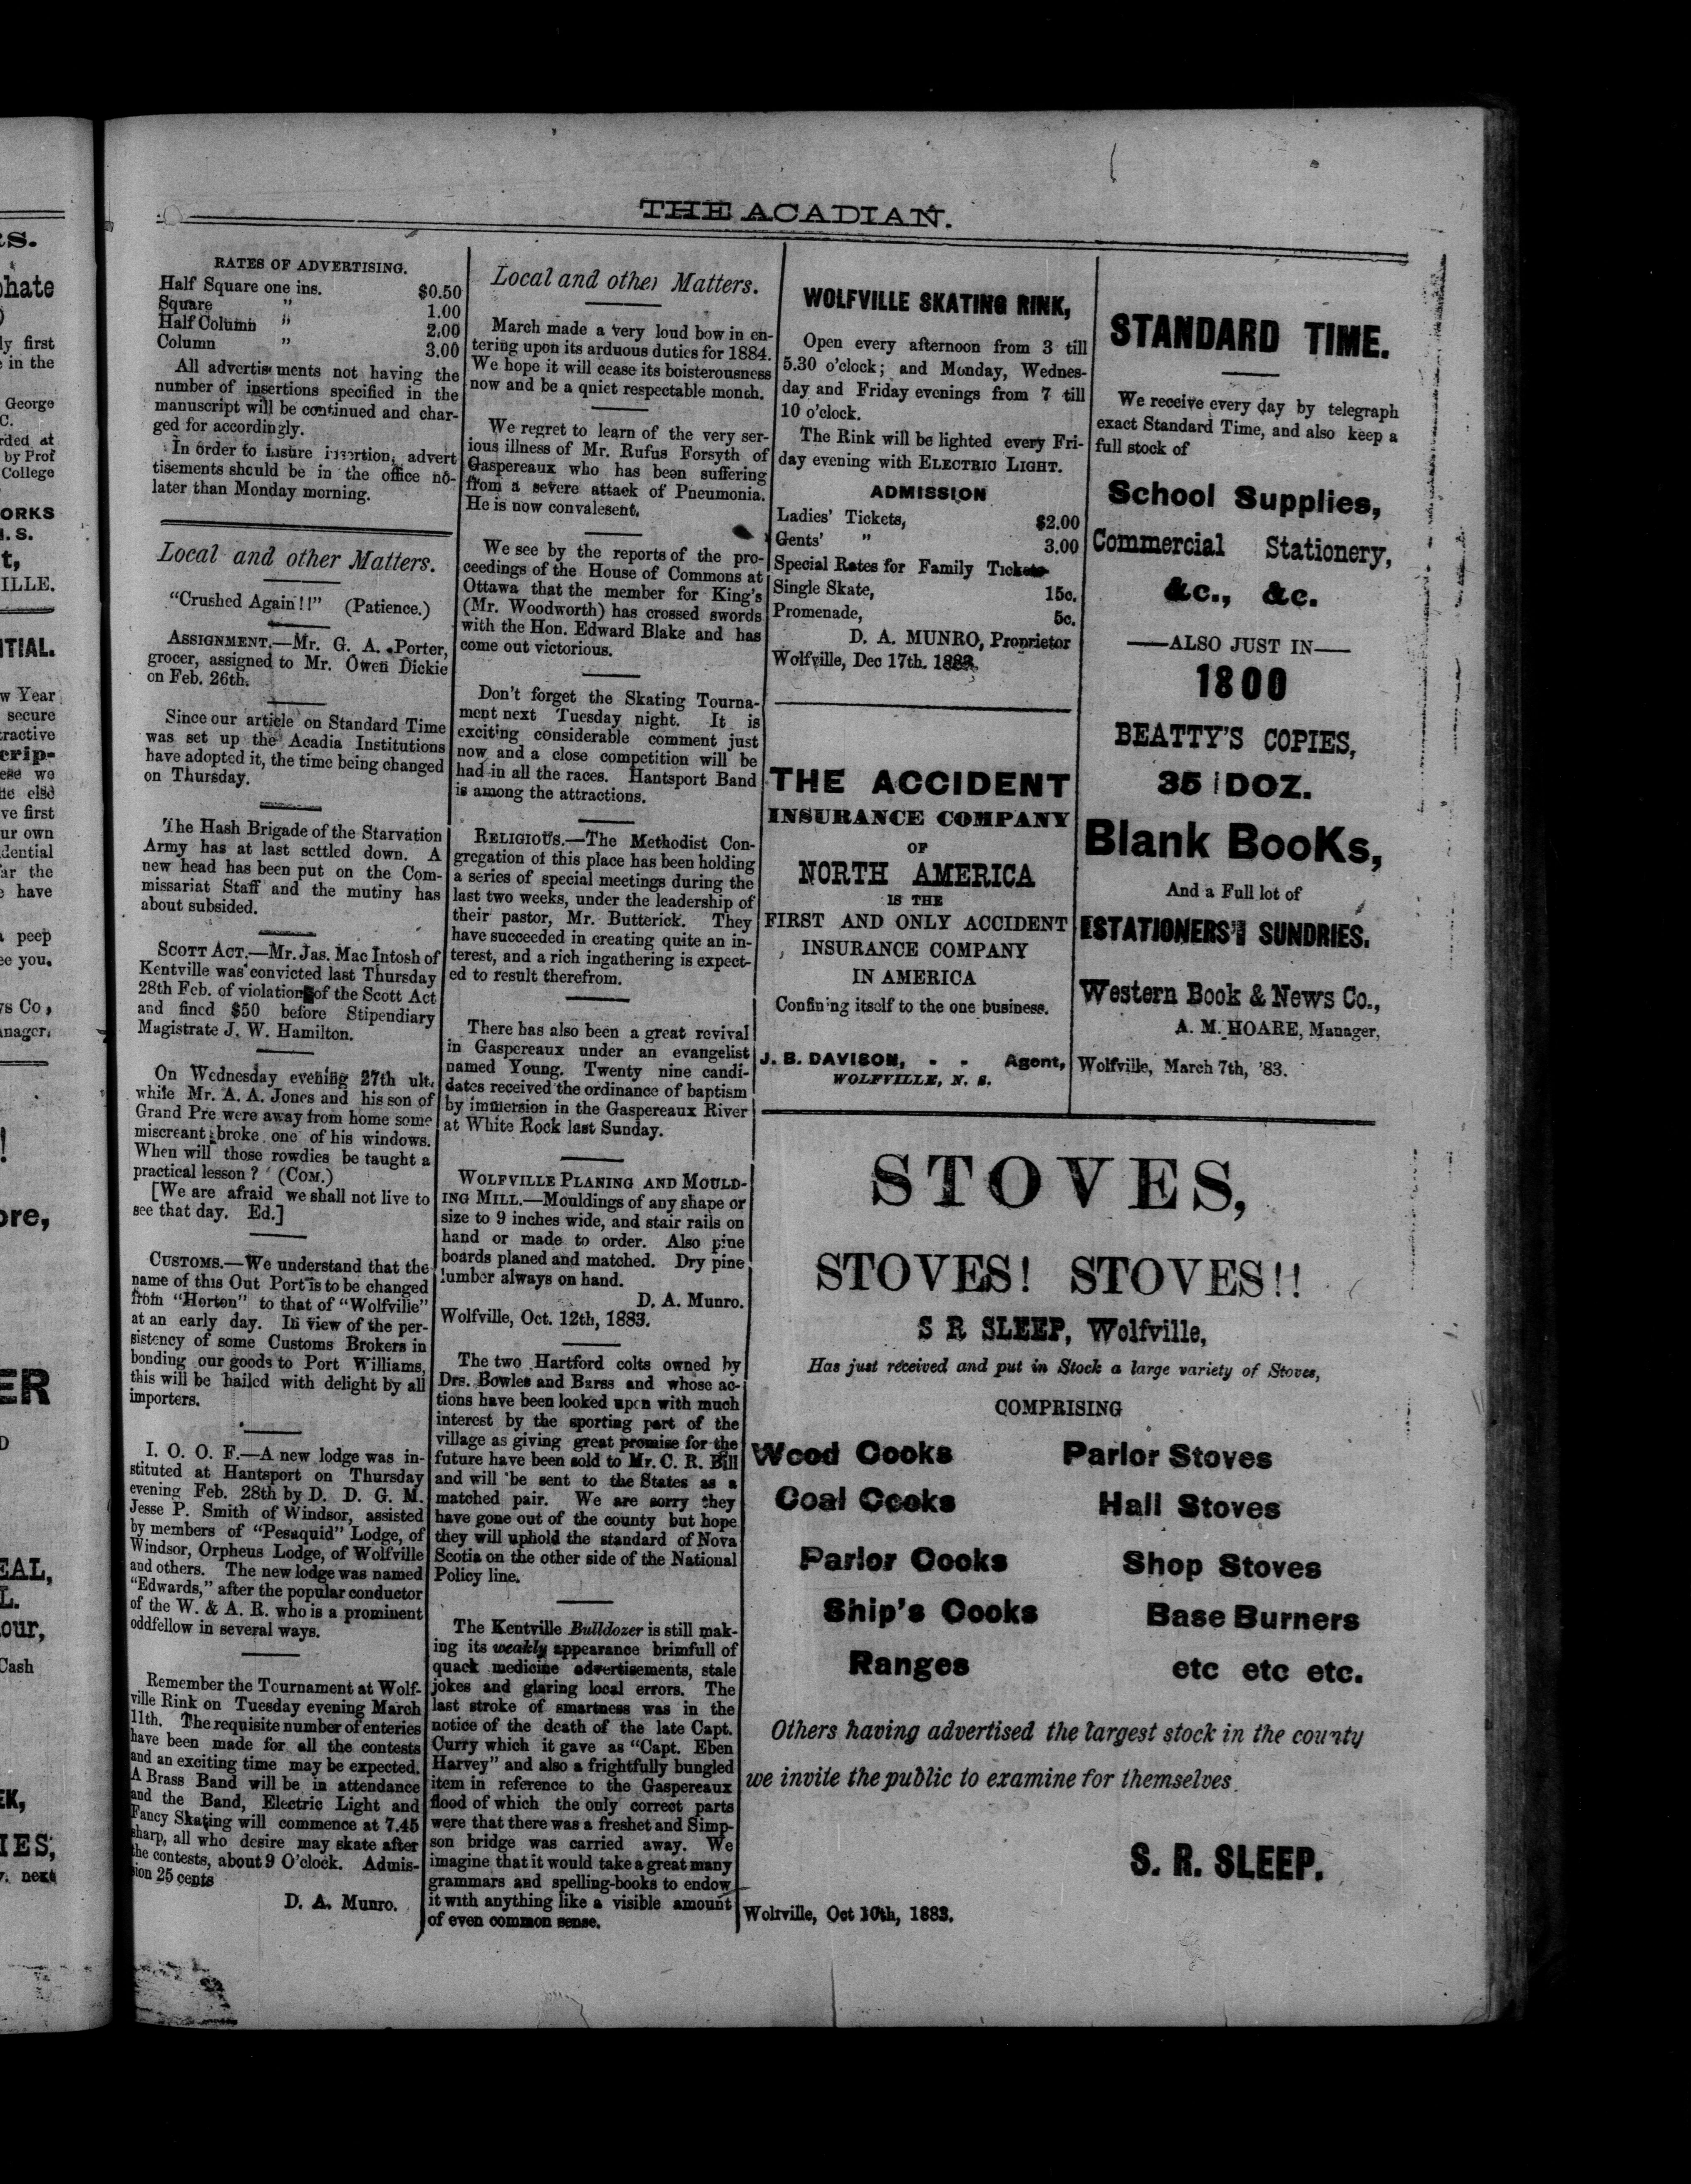 THE ACADIAN.
RATES OF ADVERTISING.
Half Square one ins. $0.50
Square " 1.00
Half Column " 2.00
Column " 3.00
All advertisements not having the
number of insertions specified in the
manuscript will be continued and char-
ged for accordingly.
In order to insure insertion, advert
tisements should be in the office no-
later than Monday morning.
Local and other Matters.
"Crushed Again!!" (Patience.)
ASSIGNMENT.—Mr. G. A. Porter,
grocer, assigned to Mr. Owen Dickie
on Feb. 26th.
Since our article on Standard Time
was set up the Acadia Institutions
have adopted it, the time being changed
on Thursday.
The Hash Brigade of the Starvation
Army has at last settled down. A
new head has been put on the Com-
missariat Staff and the mutiny has
about subsided.
SCOTT ACT.—Mr. Jas. Mac Intosh of
Kentville was convicted last Thursday
28th Feb. of violation of the Scott Act
and fined $50 before Stipendiary
Magistrate J. W. Hamilton.
On Wednesday evening 27th ult.
while Mr. A. A. Jones and his son of
Grand Pre were away from home some
miscreant broke one of his windows.
When will those rowdies be taught a
practical lesson? (COM.)
[We are afraid we shall not live to
see that day. Ed.]
CUSTOMS.—We understand that the
name of this Out Port is to be changed
from "Horton" to that of "Wolfville"
at an early day. In view of the per-
sistency of some Customs Brokers in
bonding our goods to Port Williams,
this will be hailed with delight by all
importers.
I. O. O. F.—A new lodge was in-
stituted at Hantsport on Thursday
evening Feb. 28th by D. D. G. M.
Jesse P. Smith of Windsor, assisted
by members of "Pesaquid" Lodge, of
Windsor, Orpheus Lodge, of Wolfville
and others. The new lodge was named
"Edwards," after the popular conductor
of the W. & A. R. who is a prominent
oddfellow in several ways.
Remember the Tournament at Wolf-
ville Rink on Tuesday evening March
11th. The requisite number of enteries
have been made for all the contests
and an exciting time may be expected.
A Brass Band will be in attendance
and the Band, Electric Light and
Fancy Skating will commence at 7.45
sharp, all who desire may skate after
the contests, about 9 O'clock. Admis-
sion 25 cents
D. A. Munro.
Local and other Matters.
March made a very loud bow in en-
tering upon its arduous duties for 1884.
We hope it will cease its boisterousness
now and be a qniet respectable month.
We regret to learn of the very ser-
ious illness of Mr. Rufus Forsyth of
Gaspereaux who has been suffering
from a severe attack of Pneumonia.
He is now convalesent.
We see by the reports of the pro-
ceedings of the House of Commons at
Ottawa that the member for King's
(Mr. Woodworth) has crossed swords
with the Hon. Edward Blake and has
come out victorious.
Don't forget the Skating Tourna-
ment next Tuesday night. It is
exciting considerable comment just
now and a close competition will be
had in all the races. Hantsport Band
is among the attractions.
RELIGIOUS.—The Methodist Con-
gregation of this place has been holding
a series of special meetings during the
last two weeks, under the leadership of
their pastor, Mr. Butterick. They
have succeeded in creating quite an in-
terest, and a rich ingathering is expect-
ed to result therefrom.
There has also been a great revival
in Gaspereaux under an evangelist
named Young. Twenty nine candi-
dates received the ordinance of baptism
by immersion in the Gaspereaux River
at White Rock last Sunday.
WOLFVILLE PLANING AND MOULD-
ING MILL.—Mouldings of any shape or
size to 9 inches wide, and stair rails on
hand or made to order. Also pine
boards planed and matched. Dry pine
lumber always on hand.
D. A. Munro.
Wolfville, Oct. 12th, 1883.
The two Hartford colts owned by
Drs. Bowles and Barss and whose ac-
tions have been looked upon with much
interest by the sporting part of the
village as giving great promise for the
future have been sold to Mr. C. R. Bill
and will be sent to the States as a
matched pair. We are sorry they
have gone out of the county but hope
they will uphold the standard of Nova
Scotia on the other side of the National
Policy line.
The Kentville Bulldozer is still mak-
ing its weakly appearance brimfull of
quack medicine advertisements, stale
jokes and glaring local errors. The
last stroke of smartness was in the
notice of the death of the late Capt.
Curry which it gave as "Capt. Eben
Harvey" and also a frightfully bungled
item in reference to the Gaspereaux
flood of which the only correct parts
were that there was a freshet and Simp-
son bridge was carried away. We
imagine that it would take a great many
grammars and spelling-books to endow
it with anything like a visible amount
of even common sense.
WOLFVILLE SKATING RINK,
Open every afternoon from 3 till
5.30 o'clock; and Monday, Wednes-
day and Friday evenings from 7 till
10 o'clock.
The Rink will be lighted every Fri-
day evening with ELECTRIC LIGHT.
ADMISSION
Ladies' Tickets, $2.00
Gents' " 3.00
Special Rates for Family Tickets
Single Skate, 15c.
Promenade, 5c.
D. A. MUNRO, Proprietor
Wolfville, Dec 17th. 1883.
THE ACCIDENT
INSURANCE COMPANY
OF
NORTH AMERICA
IS THE
FIRST AND ONLY ACCIDENT
INSURANCE COMPANY
IN AMERICA
Confining itself to the one business.
J. B. DAVISON, - - Agent,
WOLFVILLE, N. S.
STANDARD TIME.
We receive every day by telegraph
exact Standard Time, and also keep a
full stock of
School Supplies,
Commercial Stationery,
&c., &c.
—ALSO JUST IN—
1800
BEATTY'S COPIES,
35 DOZ.
Blank BooKs,
And a Full lot of
STATIONERS' SUNDRIES.
Western Book & News Co.,
A. M. HOARE, Manager.
Wolfville, March 7th, '83.
STOVES,
STOVES! STOVES!!
S R SLEEP, Wolfville,
Has just received and put in Stock a large variety of Stoves,
COMPRISING
Wood Cooks Parlor Stoves
Coal Cooks Hall Stoves
Parlor Cooks Shop Stoves
Ship's Cooks Base Burners
Ranges etc etc etc.
Others having advertised the largest stock in the county
we invite the public to examine for themselves.
S. R. SLEEP.
Wolfville, Oct 10th, 1883.